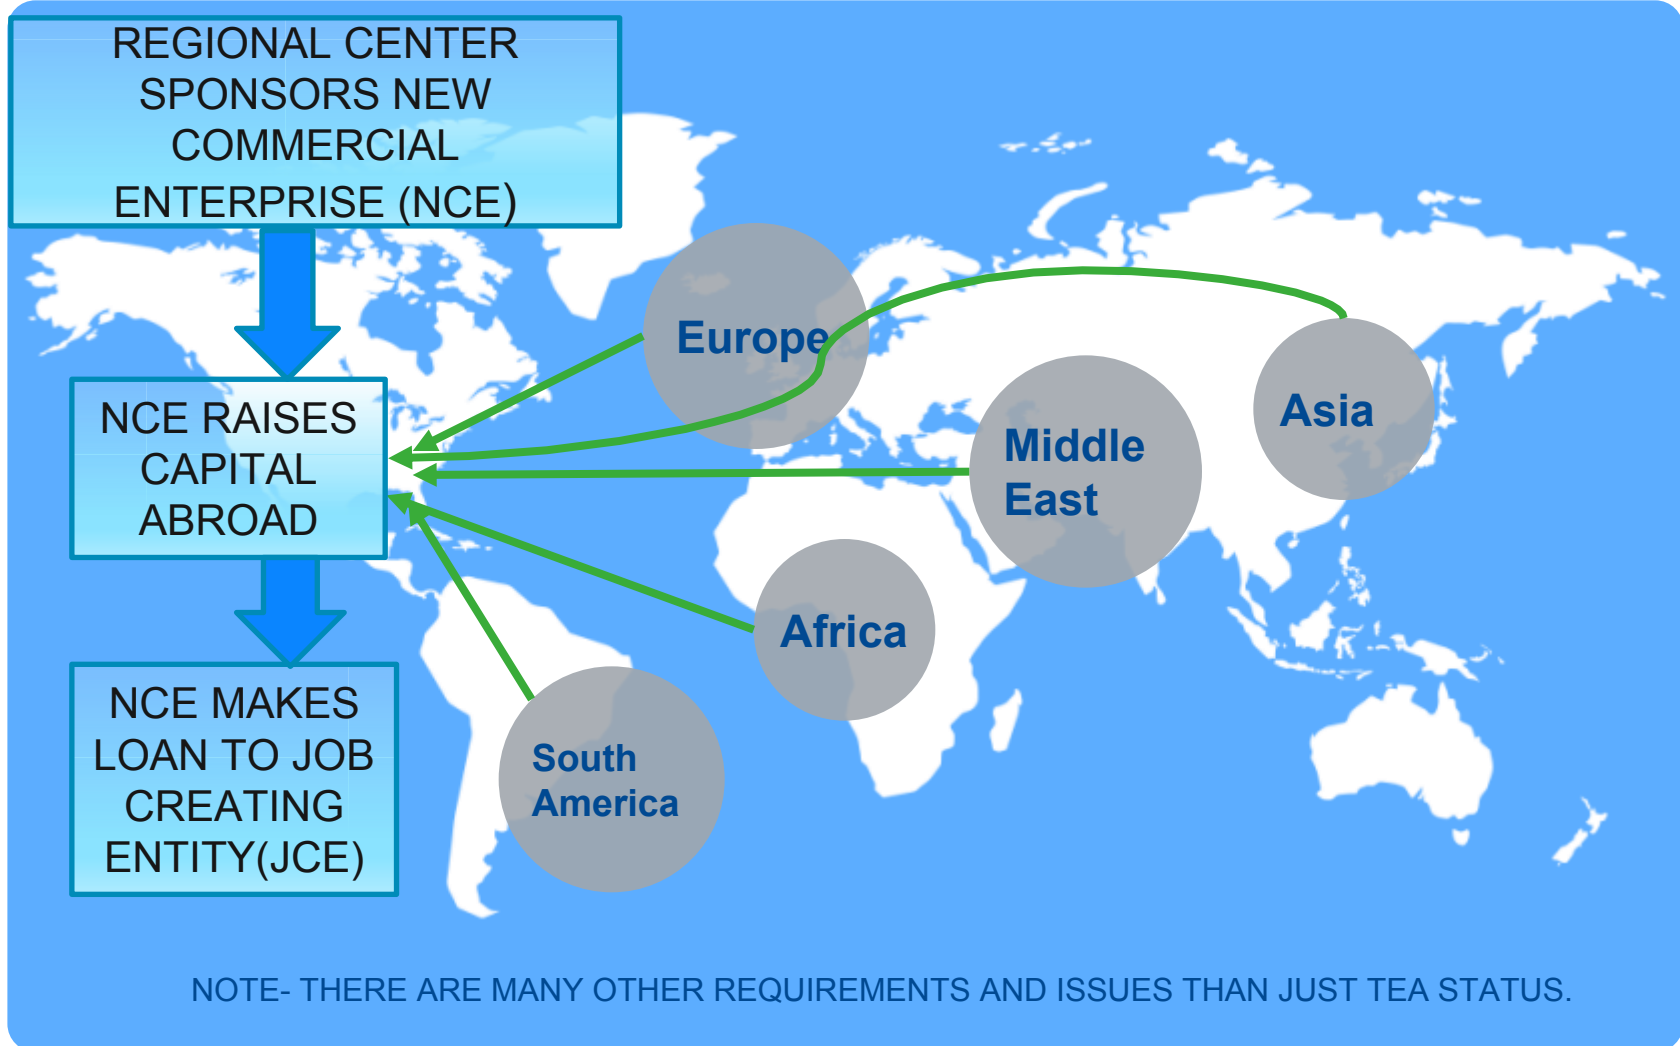 REGIONAL CENTER
SPONSORS NEW
COMMERCIAL
ENTERPRISE (NCE)
NCE RAISES
CAPITAL
ABROAD
NCE MAKES
LOAN TO JOB
CREATING
ENTITY(JCE)
Europe
Asia
Middle
East
Africa
South
America
NOTE- THERE ARE MANY OTHER REQUIREMENTS AND ISSUES THAN JUST TEA STATUS.